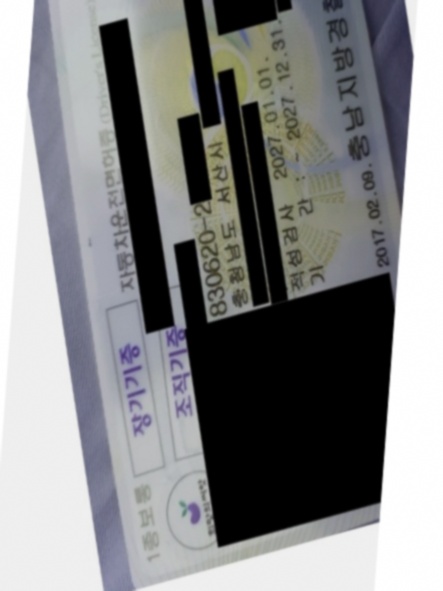 자동차운전면허증 (Driver's License)
1종보통
장기기증
조직기증
830620-2
충청남도 서산시
적성검사 2027.01.01.
기 간 : ~ 2027.12.31.
2017.02.09. 충남지방경찰